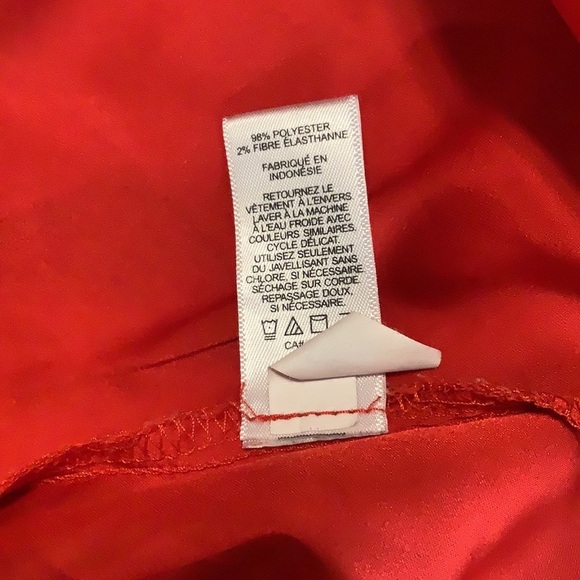 98% POLYESTER
2% FIBRE ÉLASTHANNE
FABRIQUÉ EN
INDONÉSIE
RETOURNEZ LE
VÊTEMENT À L'ENVERS.
LAVER À LA MACHINE
À L'EAU FROIDE AVEC
COULEURS SIMILAIRES.
CYCLE DÉLICAT.
UTILISEZ SEULEMENT
DU JAVELLISANT SANS
CHLORE, SI NÉCESSAIRE.
SÉCHAGE SUR CORDE.
REPASSAGE DOUX,
SI NÉCESSAIRE.
CA#